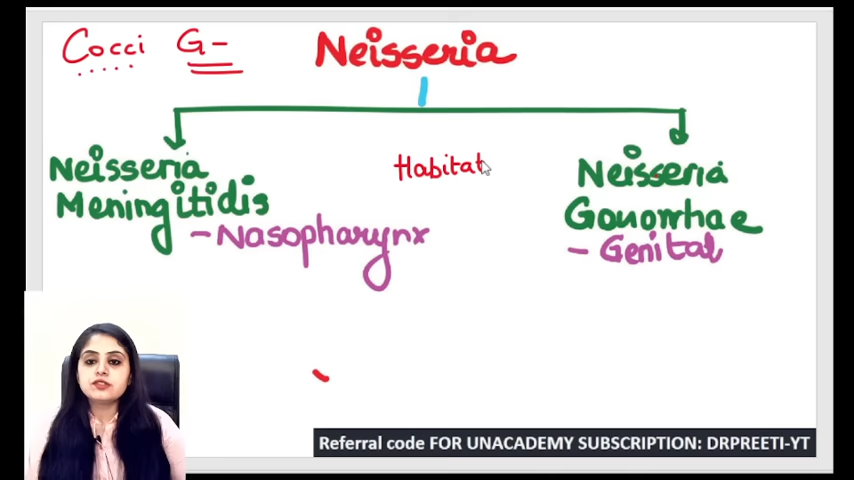 Cocci G-
Neisseria
Neisseria
Meningitidis
- Nasopharynx
Habitat
Neisseria
Gonorrhae
- Genital
Referral code FOR UNACADEMY SUBSCRIPTION: DRPREETI-YT